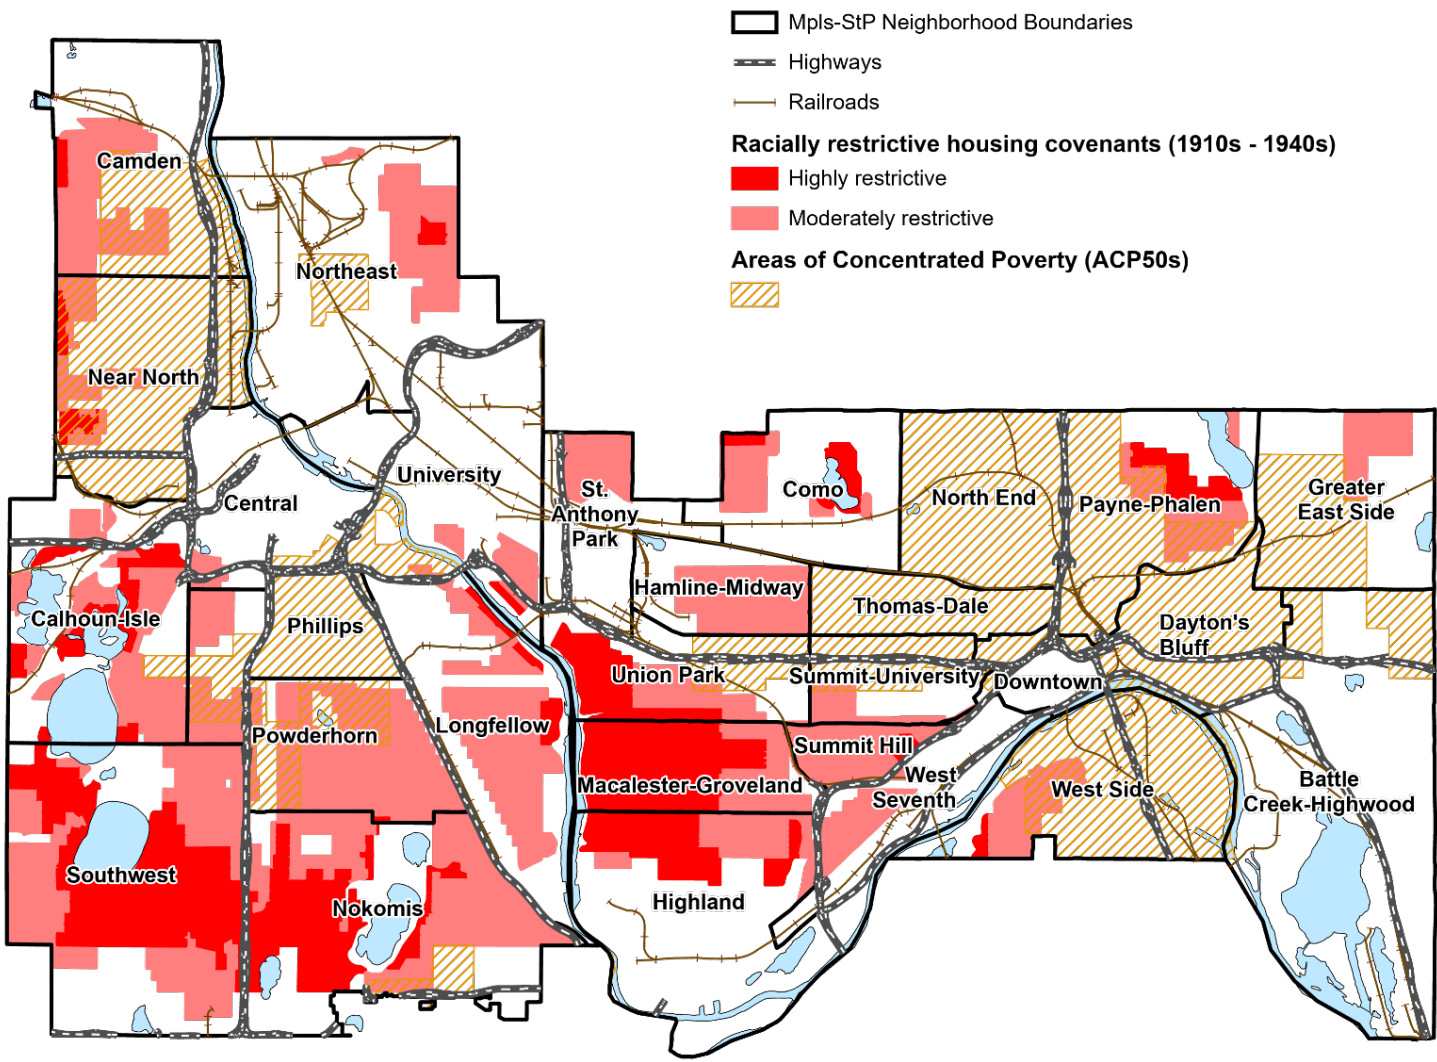 Mpls-StP Neighborhood Boundaries
Highways
Railroads
Racially restrictive housing covenants (1910s - 1940s)
Highly restrictive
Moderately restrictive
Areas of Concentrated Poverty (ACP50s)
Camden
Northeast
Near North
University
Central
St.
Anthony
Park
Como
North End
Payne-Phalen
Greater
East Side
Calhoun-Isle
Phillips
Hamline-Midway
Thomas-Dale
Dayton's
Bluff
Union Park
Summit-University
Downtown
Longfellow
Powderhorn
Summit Hill
Macalester-Groveland
West
Seventh
West Side
Battle
Creek-Highwood
Southwest
Nokomis
Highland